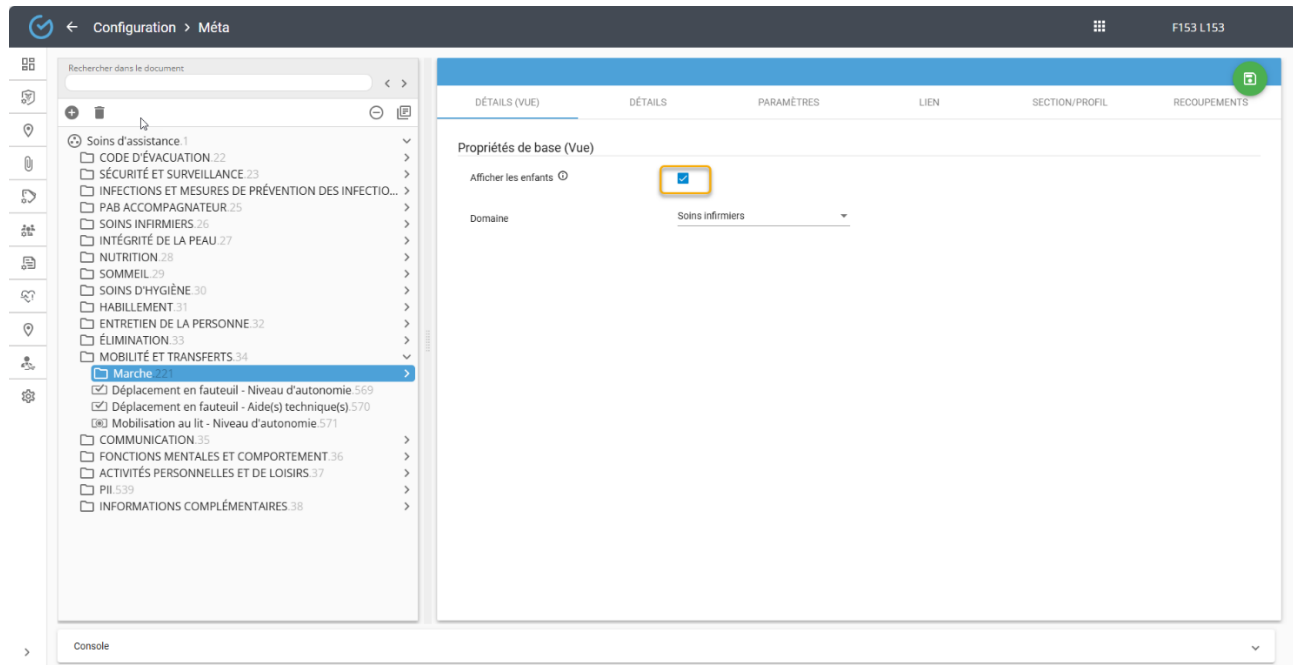 Configuration > Méta
F153 L153
Rechercher dans le document
Soins d'assistance.1
CODE D'ÉVACUATION.22
SÉCURITÉ ET SURVEILLANCE.23
INFECTIONS ET MESURES DE PRÉVENTION DES INFECTIO...
PAB ACCOMPAGNATEUR.25
SOINS INFIRMIERS.26
INTÉGRITÉ DE LA PEAU.27
NUTRITION.28
SOMMEIL.29
SOINS D'HYGIÈNE.30
HABILLEMENT.31
ENTRETIEN DE LA PERSONNE.32
ÉLIMINATION.33
MOBILITÉ ET TRANSFERTS.34
Marche.221
Déplacement en fauteuil - Niveau d'autonomie.569
Déplacement en fauteuil - Aide(s) technique(s).570
Mobilisation au lit - Niveau d'autonomie.571
COMMUNICATION.35
FONCTIONS MENTALES ET COMPORTEMENT.36
ACTIVITÉS PERSONNELLES ET DE LOISIRS.37
PII.539
INFORMATIONS COMPLÉMENTAIRES.38
DÉTAILS (VUE) DÉTAILS PARAMÈTRES LIEN SECTION/PROFIL RECOUPEMENTS
Propriétés de base (Vue)
Afficher les enfants
Domaine Soins infirmiers
Console